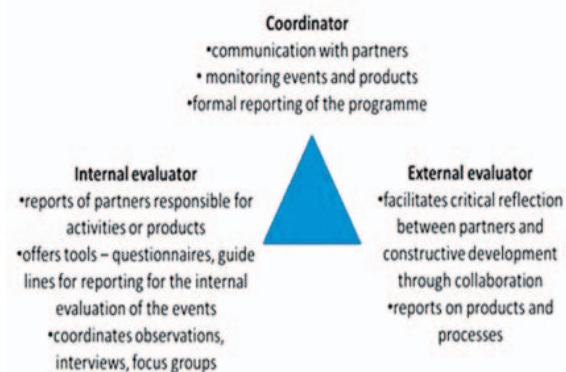 Coordinator
•communication with partners
• monitoring events and products
•formal reporting of the programme
Internal evaluator
•reports of partners responsible for
activities or products
•offers tools – questionnaires, guide
lines for reporting for the internal
evaluation of the events
•coordinates observations,
interviews, focus groups
External evaluator
•facilitates critical reflection
between partners and
constructive development
through collaboration
•reports on products and
processes